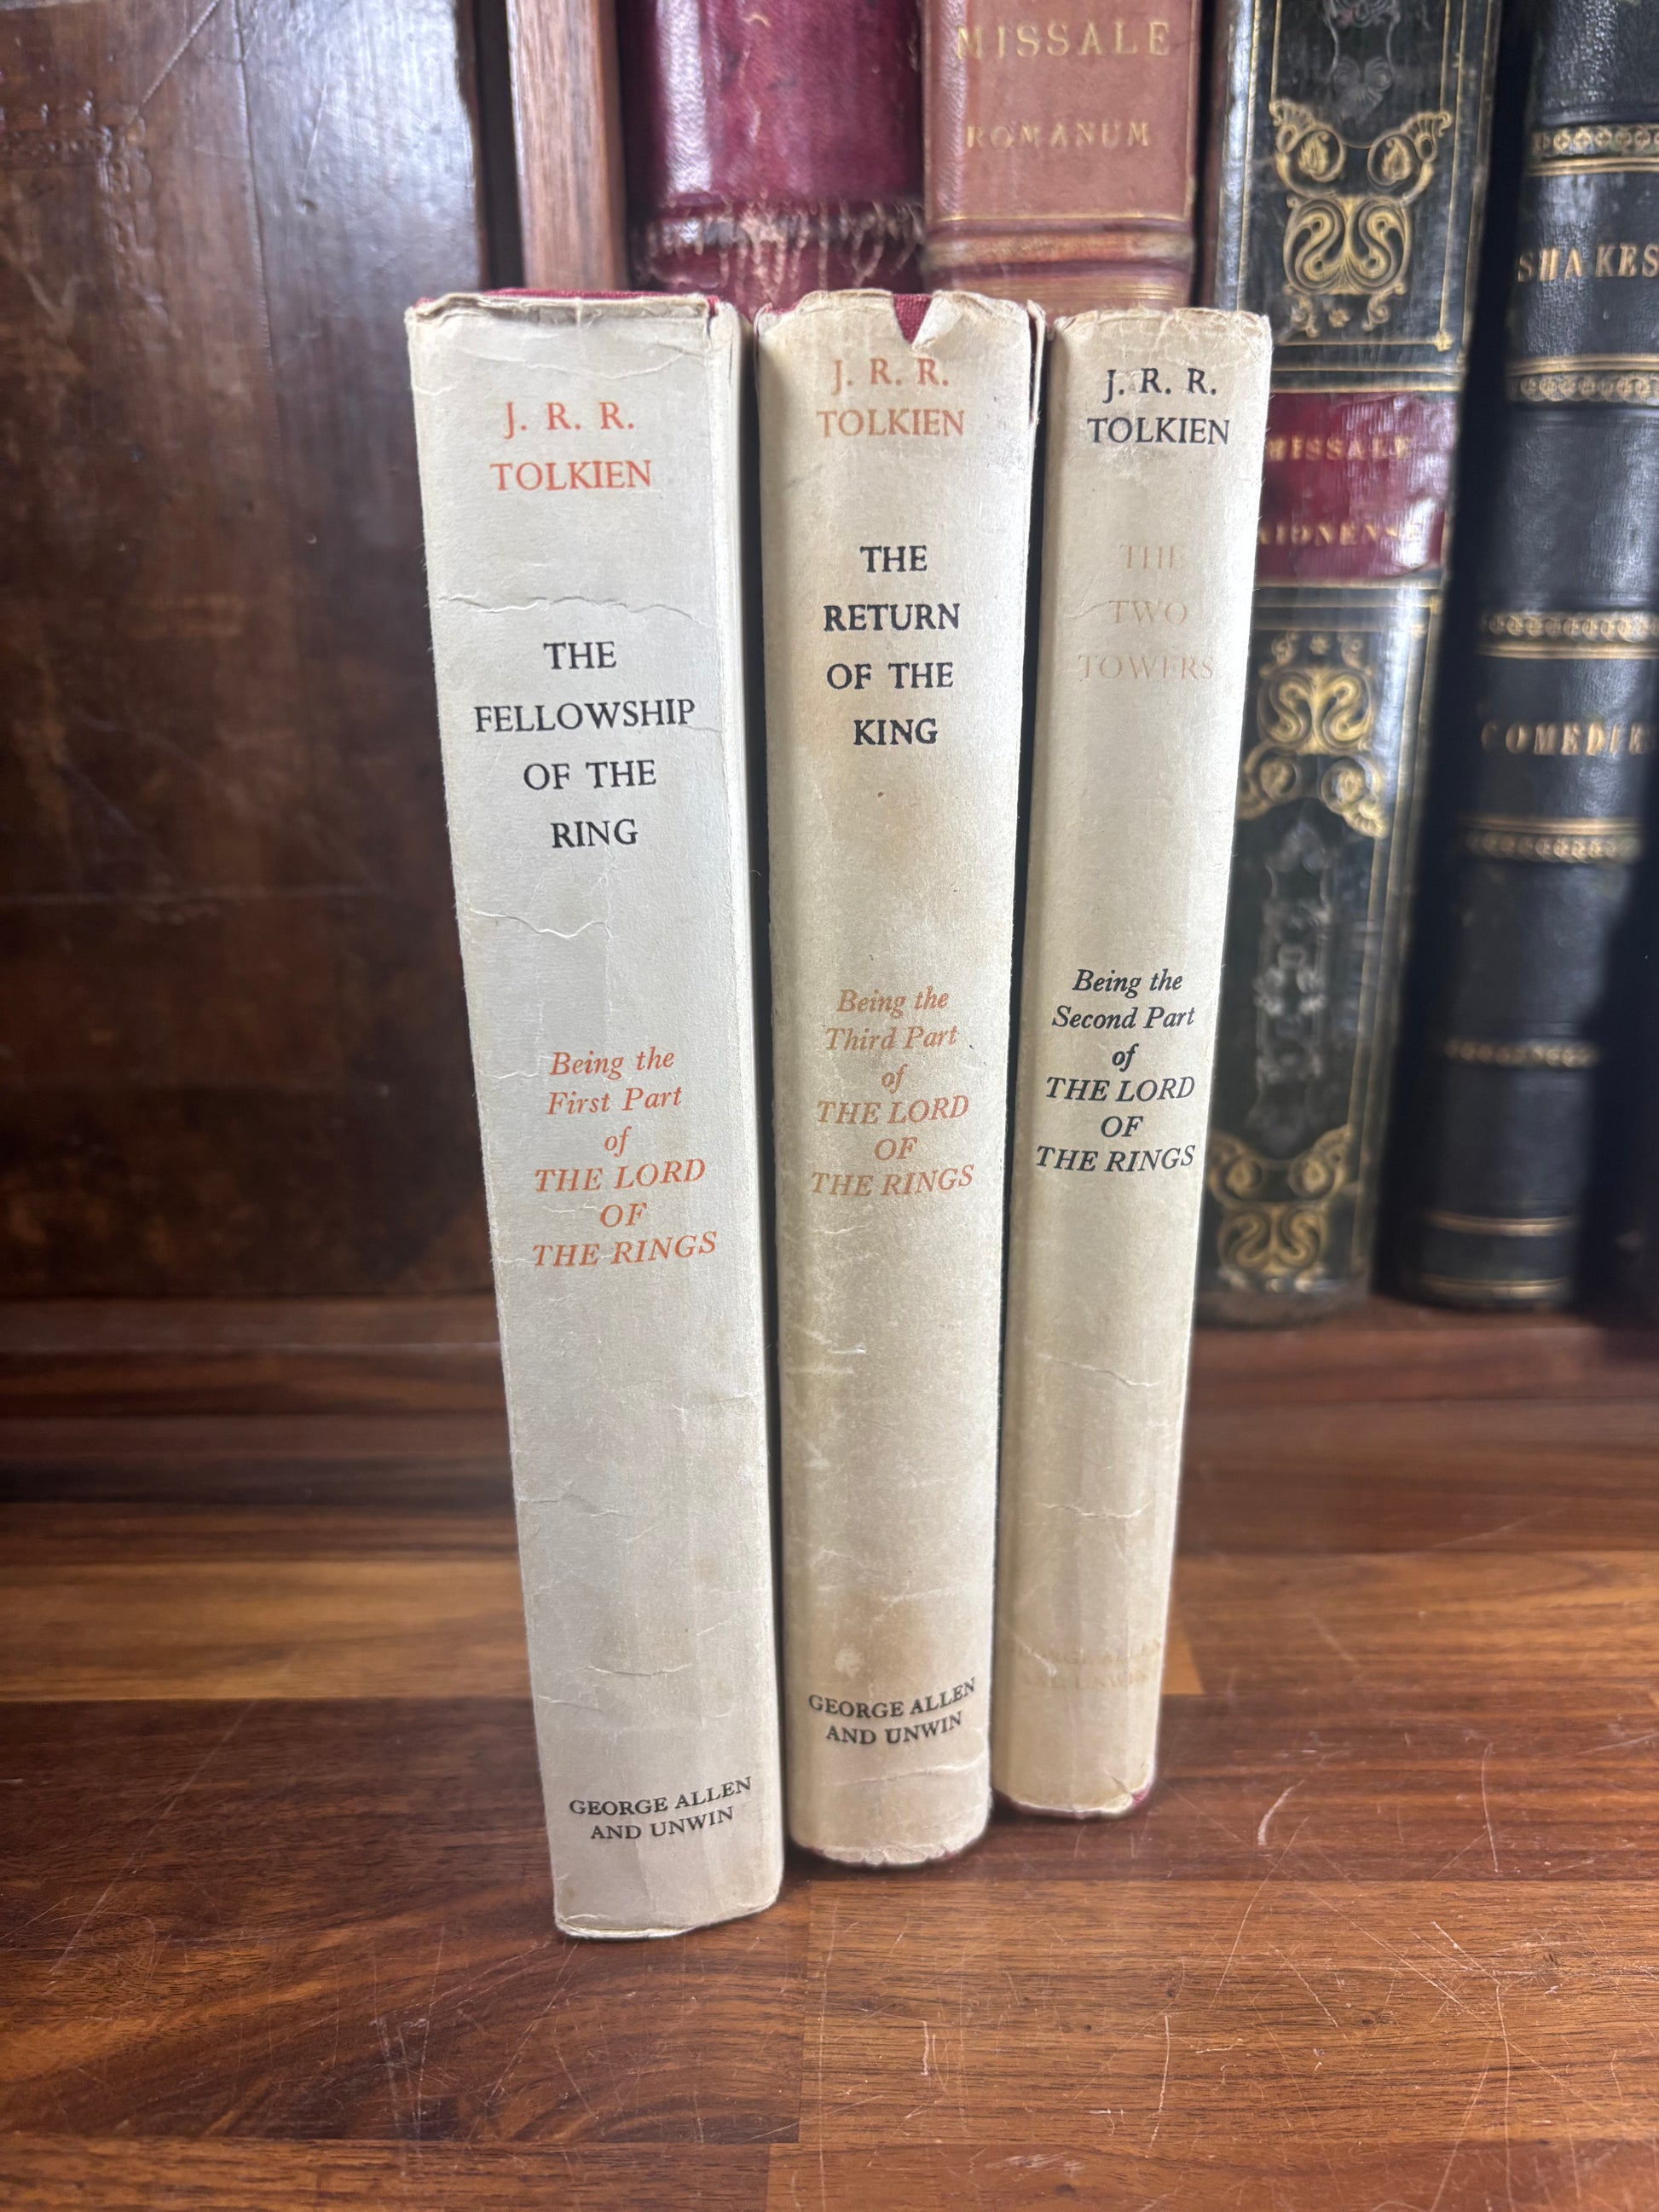 J. R. R.
TOLKIEN
THE
FELLOWSHIP
OF THE
RING
Being the
First Part
of
THE LORD
OF
THE RINGS
GEORGE ALLEN
AND UNWIN
J. R. R.
TOLKIEN
THE
RETURN
OF THE
KING
Being the
Third Part
of
THE LORD
OF
THE RINGS
GEORGE ALLEN
AND UNWIN
J. R. R.
TOLKIEN
THE
TWO
TOWERS
Being the
Second Part
of
THE LORD
OF
THE RINGS
MISSALE
ROMANUM
MISSALE